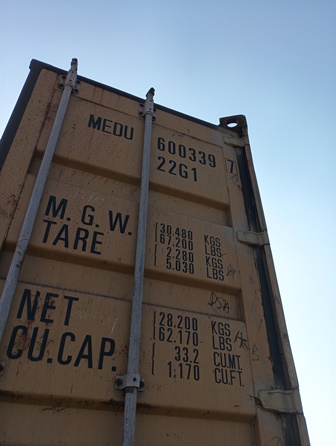 MEDU 600339 7
22G1
M.G.W. 30.480 KGS
67,200 LBS
TARE 2,280 KGS
5.030 LBS
NET 28.200 KGS
62.170 LBS
CU.CAP. 33.2 CU.MT.
1.170 CU.FT.